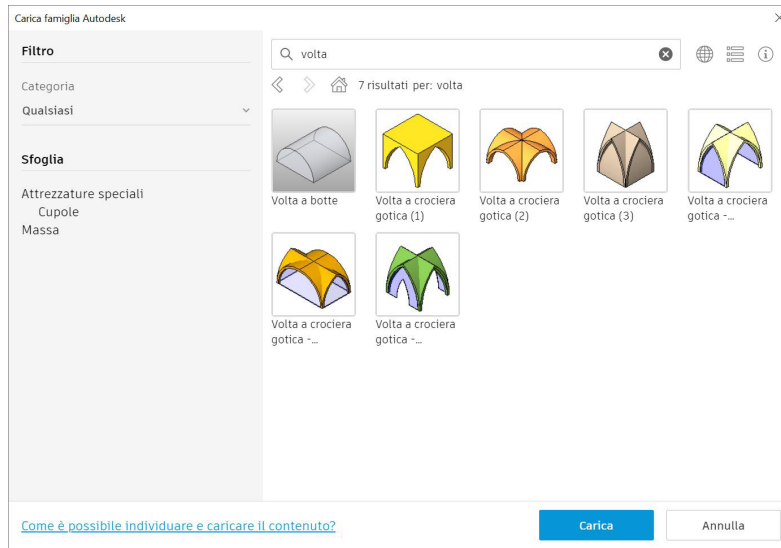 Carica famiglia Autodesk
Filtro
Categoria
Qualsiasi
Sfoglia
Attrezzature speciali
Cupole
Massa
volta
7 risultati per: volta
Volta a botte
Volta a crociera
gotica (1)
Volta a crociera
gotica (2)
Volta a crociera
gotica (3)
Volta a crociera
gotica -...
Volta a crociera
gotica -...
Volta a crociera
gotica -...
Come è possibile individuare e caricare il contenuto?
Carica
Annulla